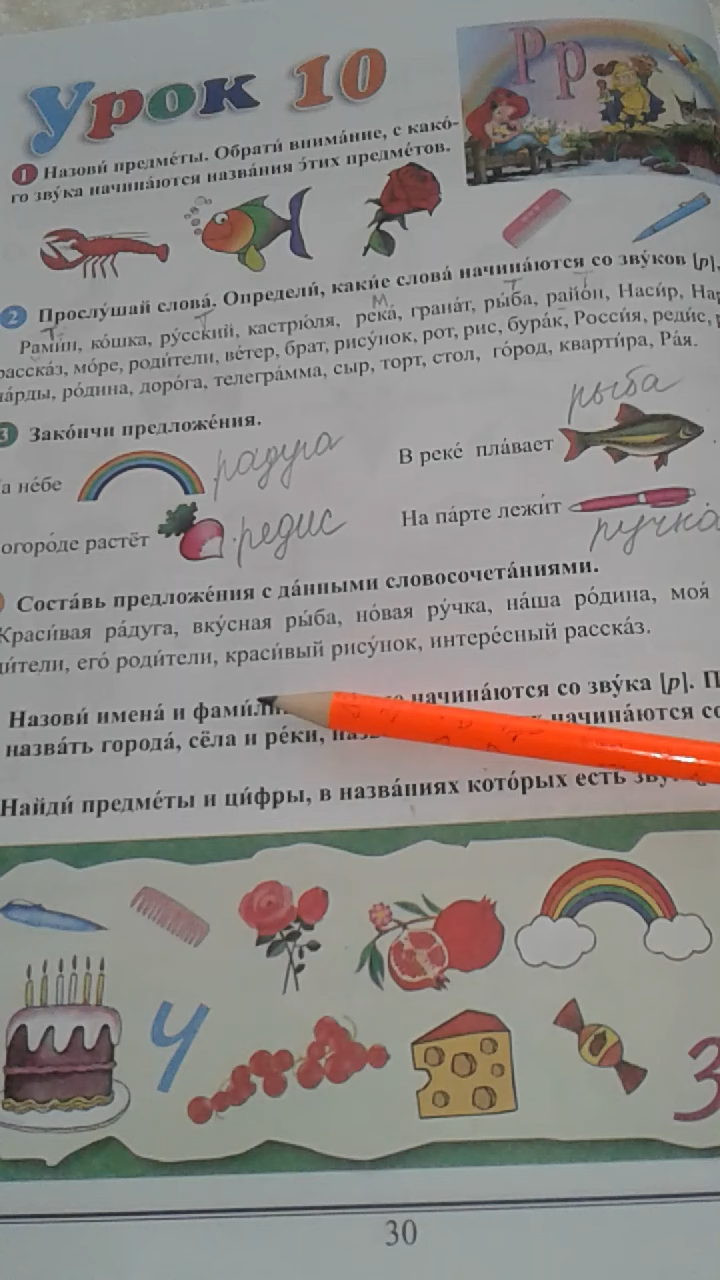 Урок 10
Рр
1 Назови́ предме́ты. Обрати́ внима́ние, с како́-
го зву́ка начина́ются назва́ния э́тих предме́тов.
2 Прослу́шай слова́. Определи́, каки́е слова́ начина́ются со зву́ков [р],
Т Т М Т Т
Рами́н, ко́шка, ру́сский, кастрю́ля, река́, грана́т, ры́ба, райо́н, Наси́р,
расска́з, мо́ре, роди́тели, ве́тер, брат, рису́нок, рот, рис, бура́к, Росси́я, реди́с,
ро́дина, доро́га, телегра́мма, сыр, торт, стол, го́род, кварти́ра, Ра́я.
3 Зако́нчи предложе́ния.
рыба
а не́бе радуга
В реке́ пла́вает
огоро́де растёт редис
На па́рте лежи́т ручка
Соста́вь предложе́ния с да́нными словосочета́ниями.
Краси́вая ра́дуга, вку́сная ры́ба, но́вая ру́чка, на́ша ро́дина, моя́
его́ роди́тели, краси́вый рису́нок, интере́сный расска́з.
Назови́ имена́ и начина́ются со зву́ка [р].
назва́ть города́, сёла и ре́ки, начина́ются
Найди́ предме́ты и ци́фры, в назва́ниях кото́рых есть
4
3
30